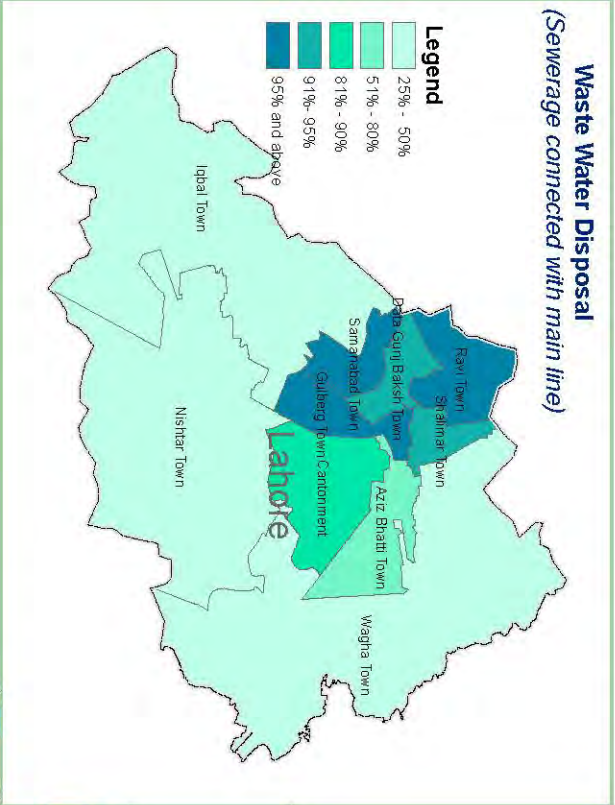 Waste Water Disposal
(Sewerage connected with main line)
Legend
25% - 50%
51% - 80%
81% - 90%
91%- 95%
95% and above
Ravi Town
Shalimar Town
Data Gunj Baksh Town
Samanabad Town
Gulberg Town
Cantonment
Aziz Bhatti Town
Wagha Town
Iqbal Town
Nishtar Town
Lahore